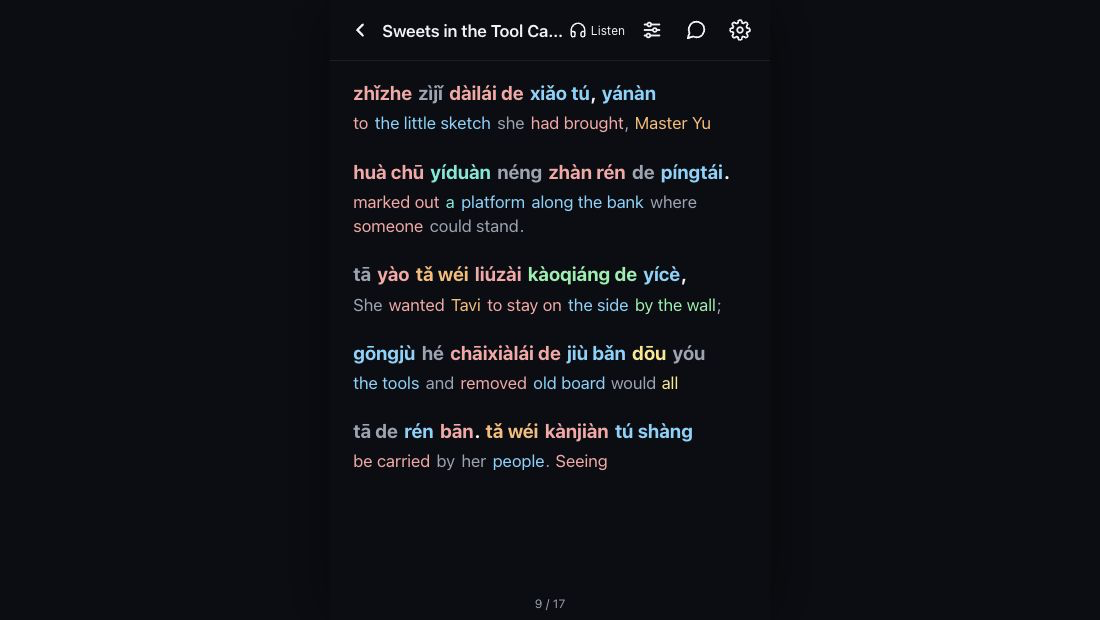 Sweets in the Tool Ca... Listen
zhǐzhe zìjǐ dàilái de xiǎo tú, yánàn
to the little sketch she had brought, Master Yu
huà chū yíduàn néng zhàn rén de píngtái.
marked out a platform along the bank where
someone could stand.
tā yào tǎ wéi liúzài kàoqiáng de yícè,
She wanted Tavi to stay on the side by the wall;
gōngjù hé chāixiàlái de jiù bǎn dōu yóu
the tools and removed old board would all
tā de rén bān. tǎ wéi kànjiàn tú shàng
be carried by her people. Seeing
9 / 17